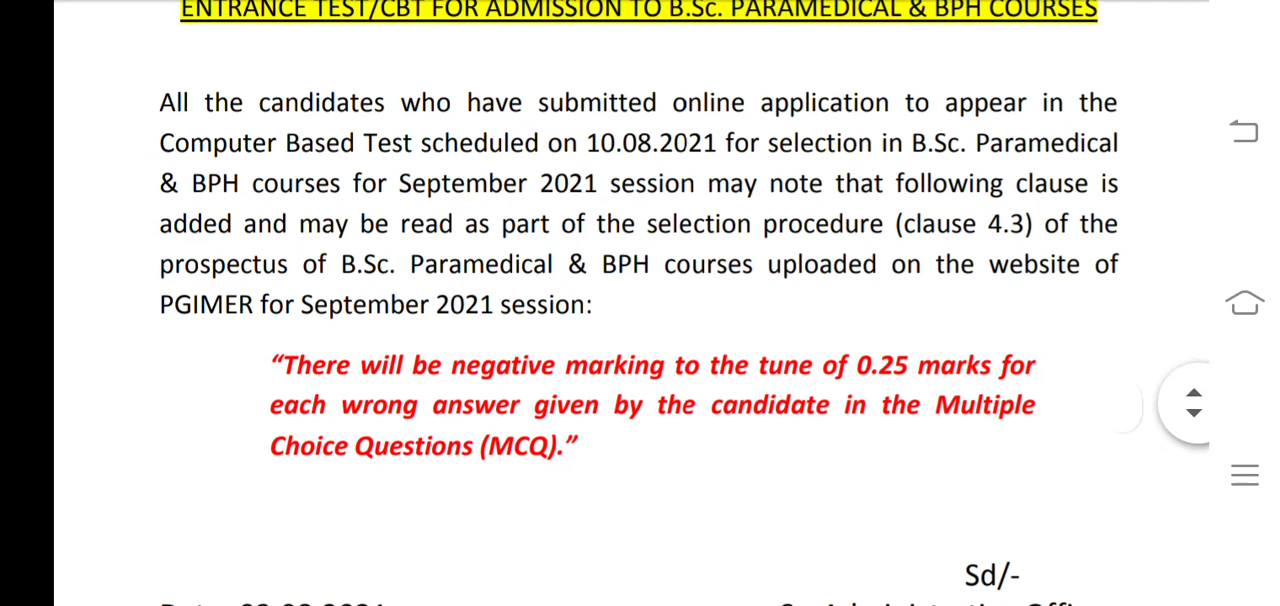 ENTRANCE TEST/CBT FOR ADMISSION TO B.Sc. PARAMEDICAL & BPH COURSES
All the candidates who have submitted online application to appear in the
Computer Based Test scheduled on 10.08.2021 for selection in B.Sc. Paramedical
& BPH courses for September 2021 session may note that following clause is
added and may be read as part of the selection procedure (clause 4.3) of the
prospectus of B.Sc. Paramedical & BPH courses uploaded on the website of
PGIMER for September 2021 session:
“There will be negative marking to the tune of 0.25 marks for
each wrong answer given by the candidate in the Multiple
Choice Questions (MCQ).”
Sd/-